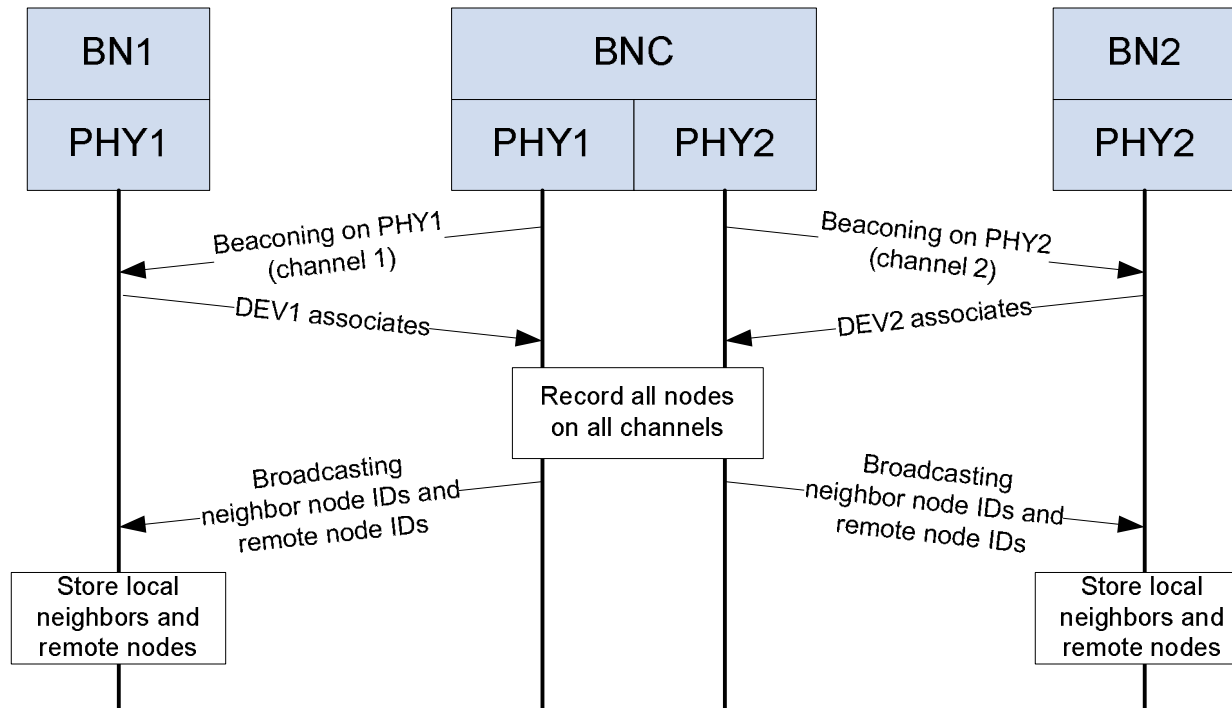 BN1
BNC
BN2
PHY1
PHY1
PHY2
PHY2
Beaconing on PHY1
(channel 1)
Beaconing on PHY2
(channel 2)
DEV1 associates
DEV2 associates
Record all nodes
on all channels
Broadcasting
neighbor node IDs and
remote node IDs
Broadcasting
neighbor node IDs and
remote node IDs
Store local
neighbors and
remote nodes
Store local
neighbors and
remote nodes